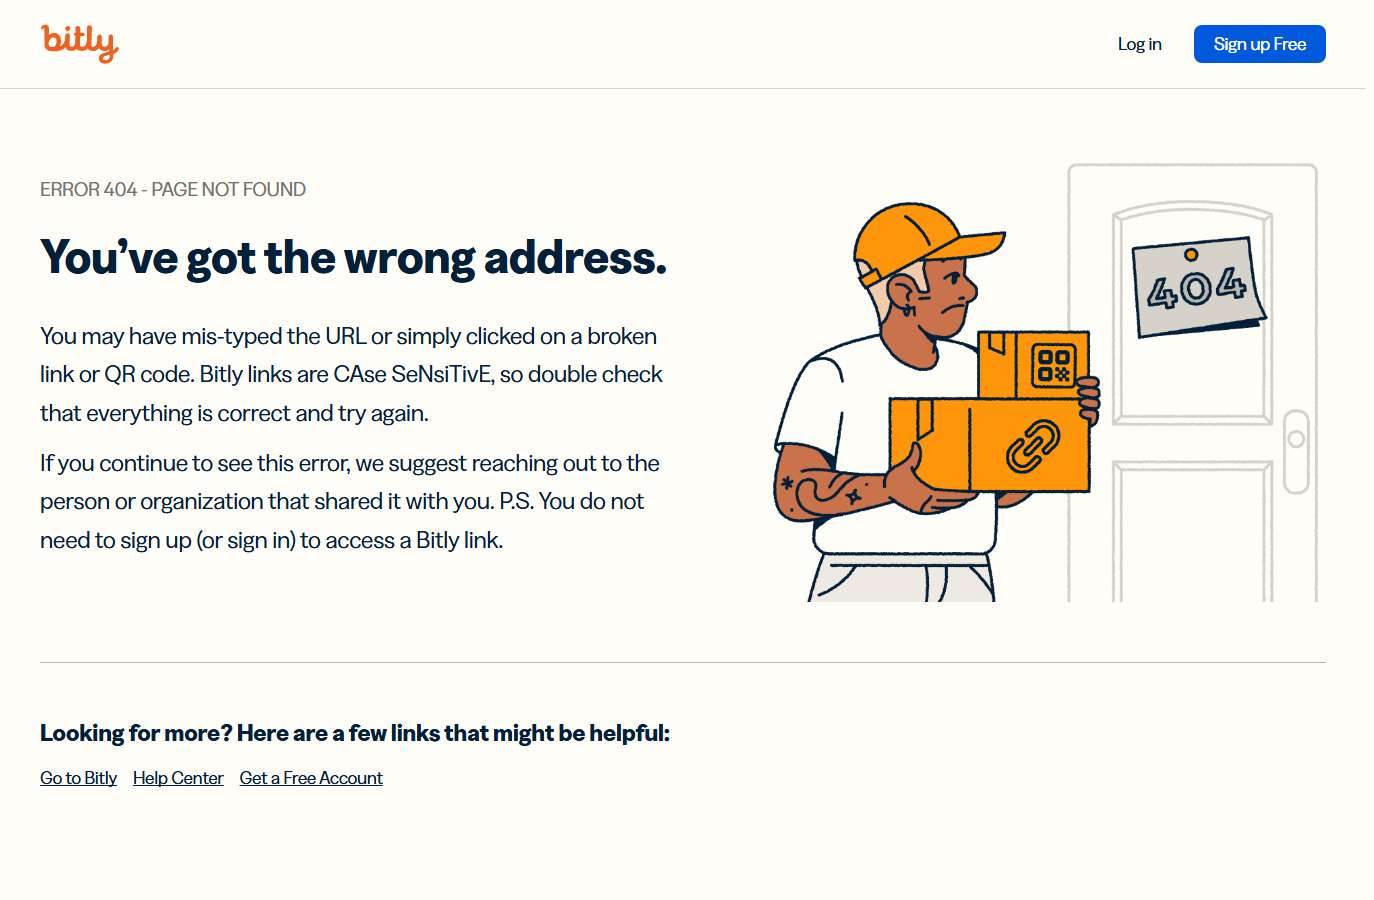 bitly
Log in
Sign up Free
ERROR 404 - PAGE NOT FOUND
You’ve got the wrong address.
You may have mis-typed the URL or simply clicked on a broken
link or QR code. Bitly links are CAse SeNsiTivE, so double check
that everything is correct and try again.
If you continue to see this error, we suggest reaching out to the
person or organization that shared it with you. P.S. You do not
need to sign up (or sign in) to access a Bitly link.
404
Looking for more? Here are a few links that might be helpful:
Go to Bitly Help Center Get a Free Account